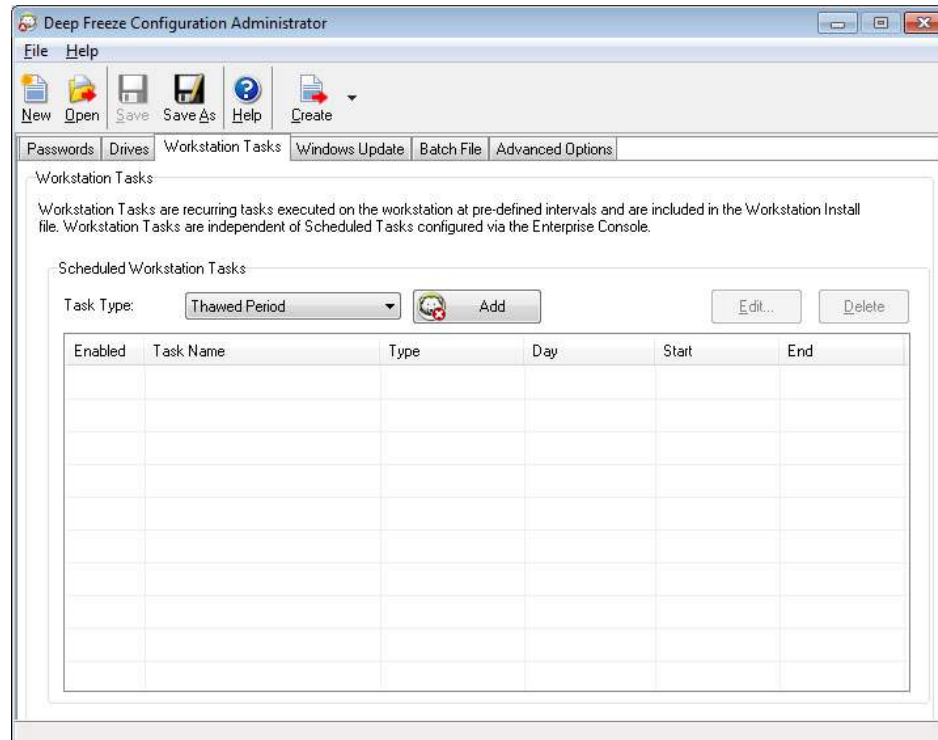 Deep Freeze Configuration Administrator
File Help
New Open Save Save As Help Create
Passwords Drives Workstation Tasks Windows Update Batch File Advanced Options
Workstation Tasks
Workstation Tasks are recurring tasks executed on the workstation at pre-defined intervals and are included in the Workstation Install
file. Workstation Tasks are independent of Scheduled Tasks configured via the Enterprise Console.
Scheduled Workstation Tasks
Task Type: Thawed Period Add Edit... Delete
Enabled Task Name Type Day Start End